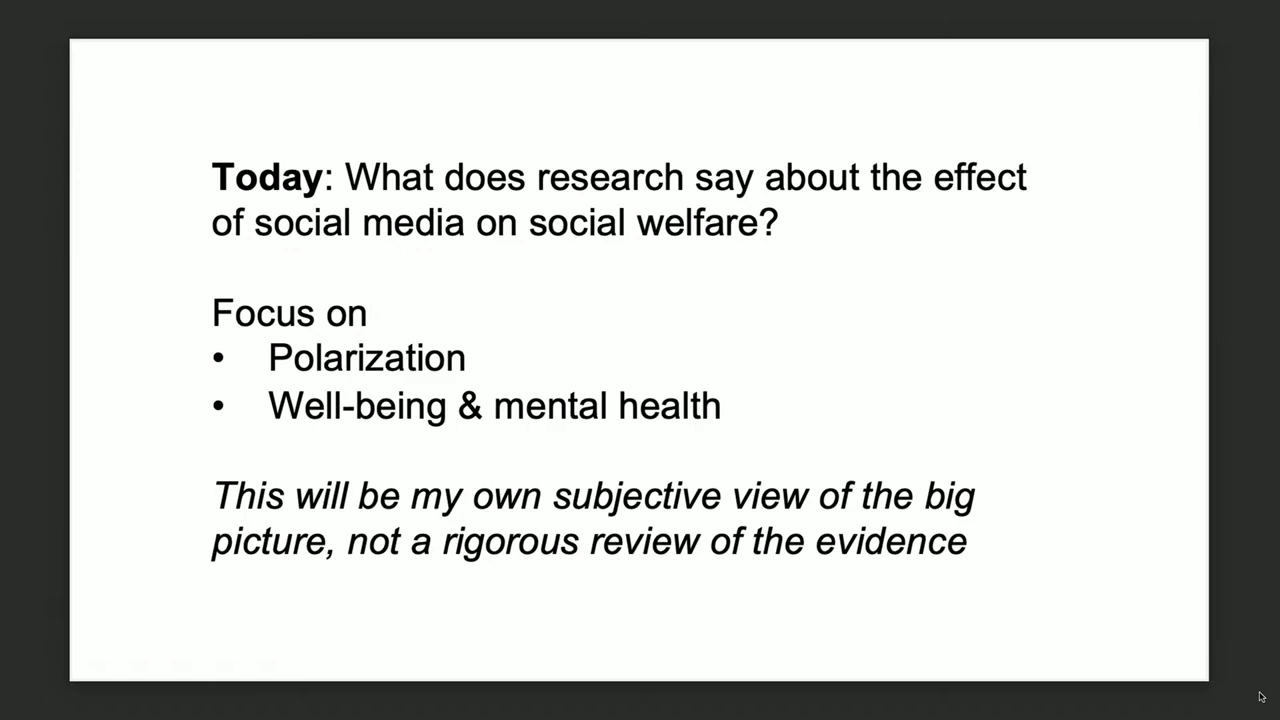 Today: What does research say about the effect
of social media on social welfare?
Focus on
• Polarization
• Well-being & mental health
This will be my own subjective view of the big
picture, not a rigorous review of the evidence